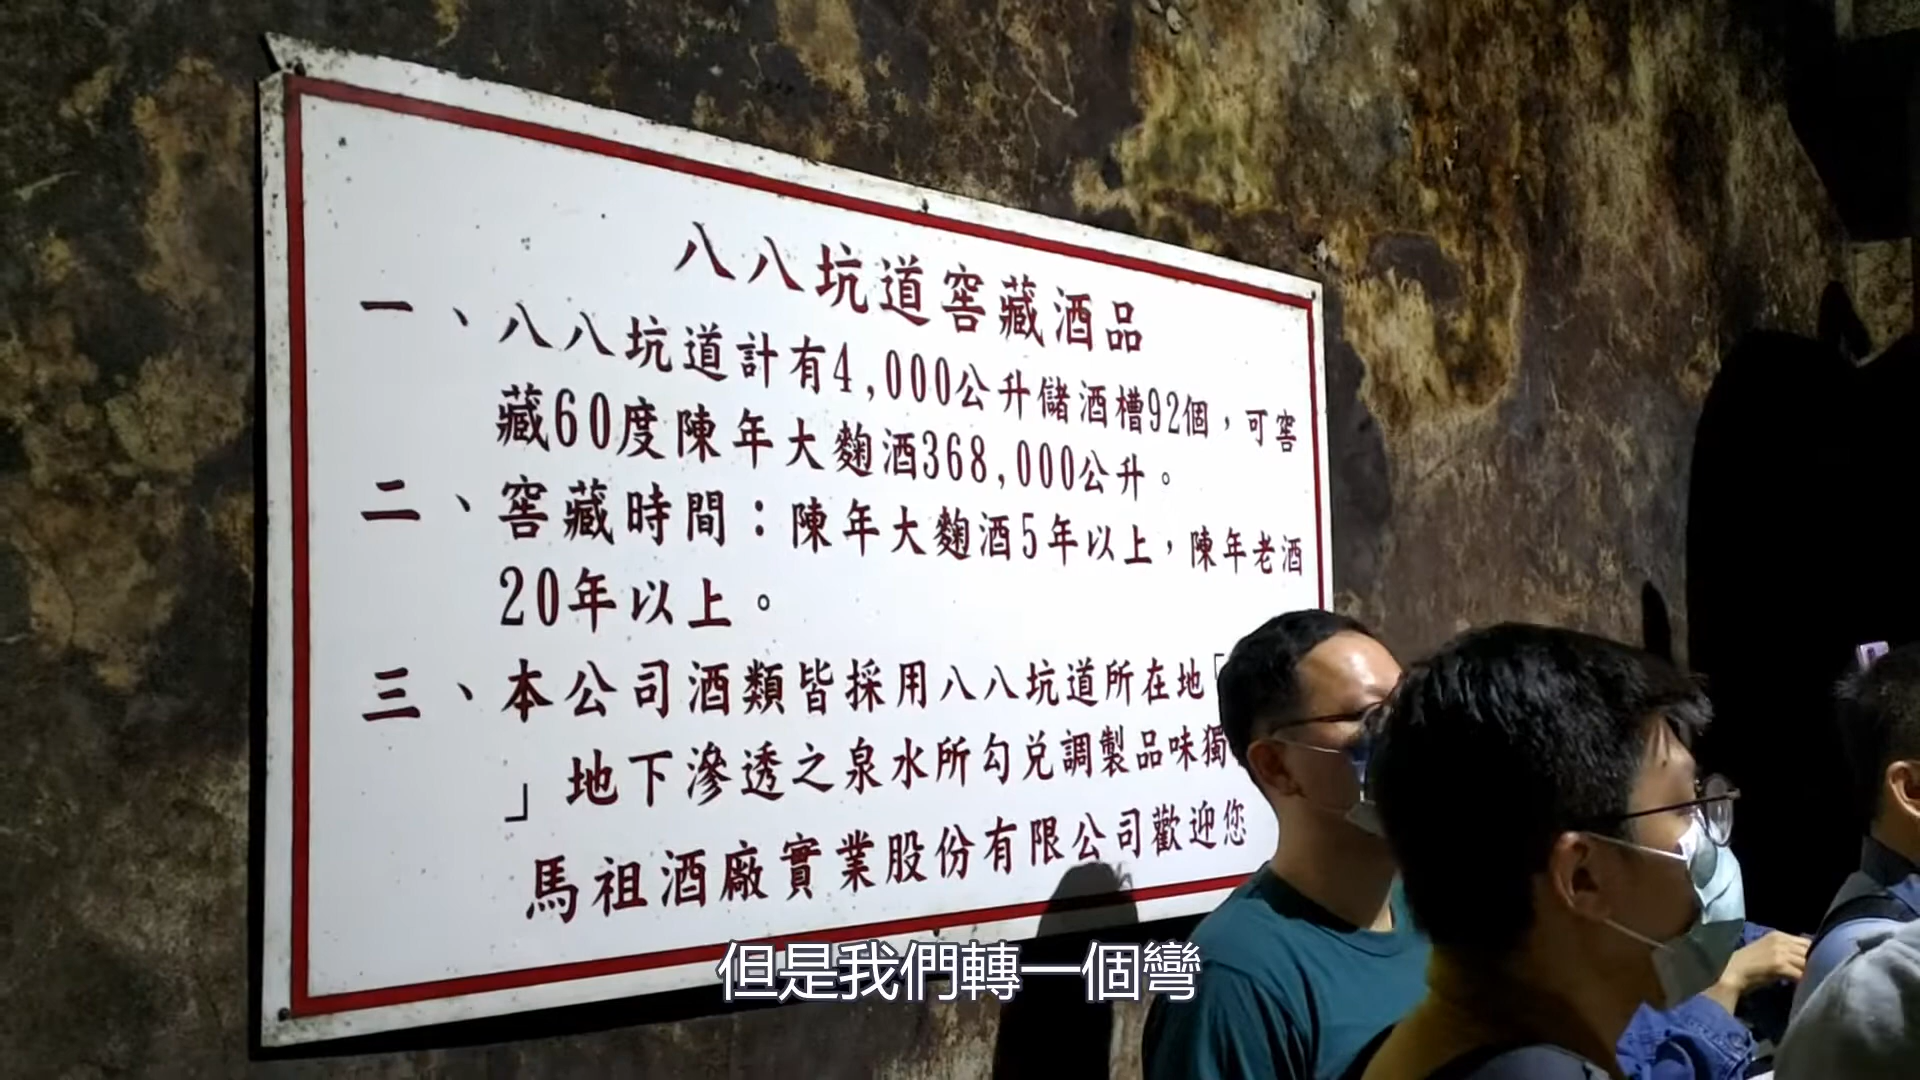 八八坑道窖藏酒品
一、八八坑道計有4,000公升儲酒槽92個，可窖
藏60度陳年大麴酒368,000公升。
二、窖藏時間：陳年大麴酒5年以上，陳年老酒
20年以上。
三、本公司酒類皆採用八八坑道所在地「
」地下滲透之泉水所勾兌調製品味獨
馬祖酒廠實業股份有限公司歡迎您
但是我們轉一個彎